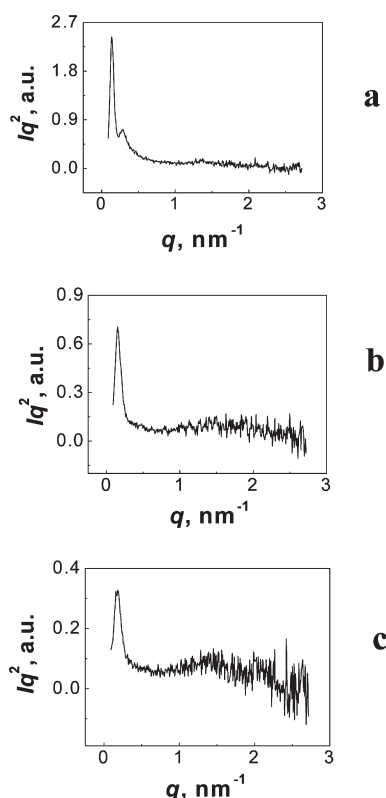 2.7
1.8
0.9
0.0
Iq², a.u.
0 1 2 3
q, nm⁻¹
a
0.9
0.6
0.3
0.0
Iq², a.u.
0 1 2 3
q, nm⁻¹
b
0.4
0.2
0.0
Iq², a.u.
0 1 2 3
q, nm⁻¹
c